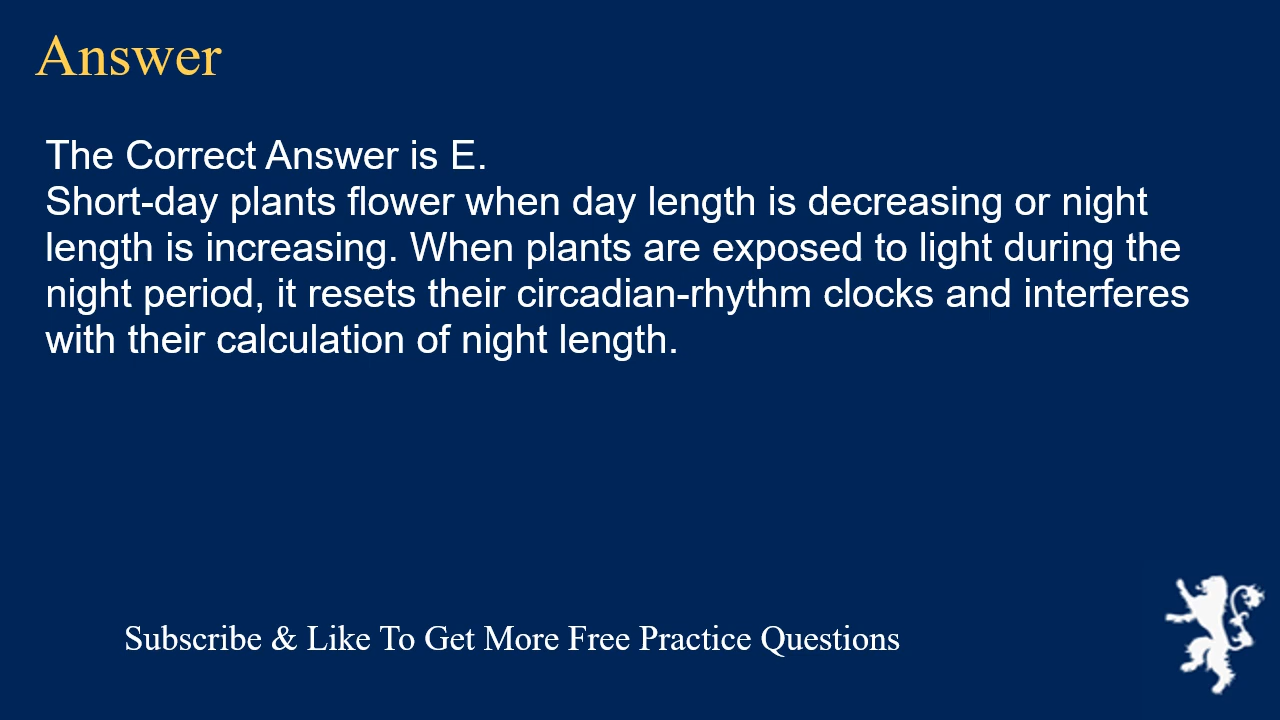 Answer
The Correct Answer is E.
Short-day plants flower when day length is decreasing or night
length is increasing. When plants are exposed to light during the
night period, it resets their circadian-rhythm clocks and interferes
with their calculation of night length.
Subscribe & Like To Get More Free Practice Questions